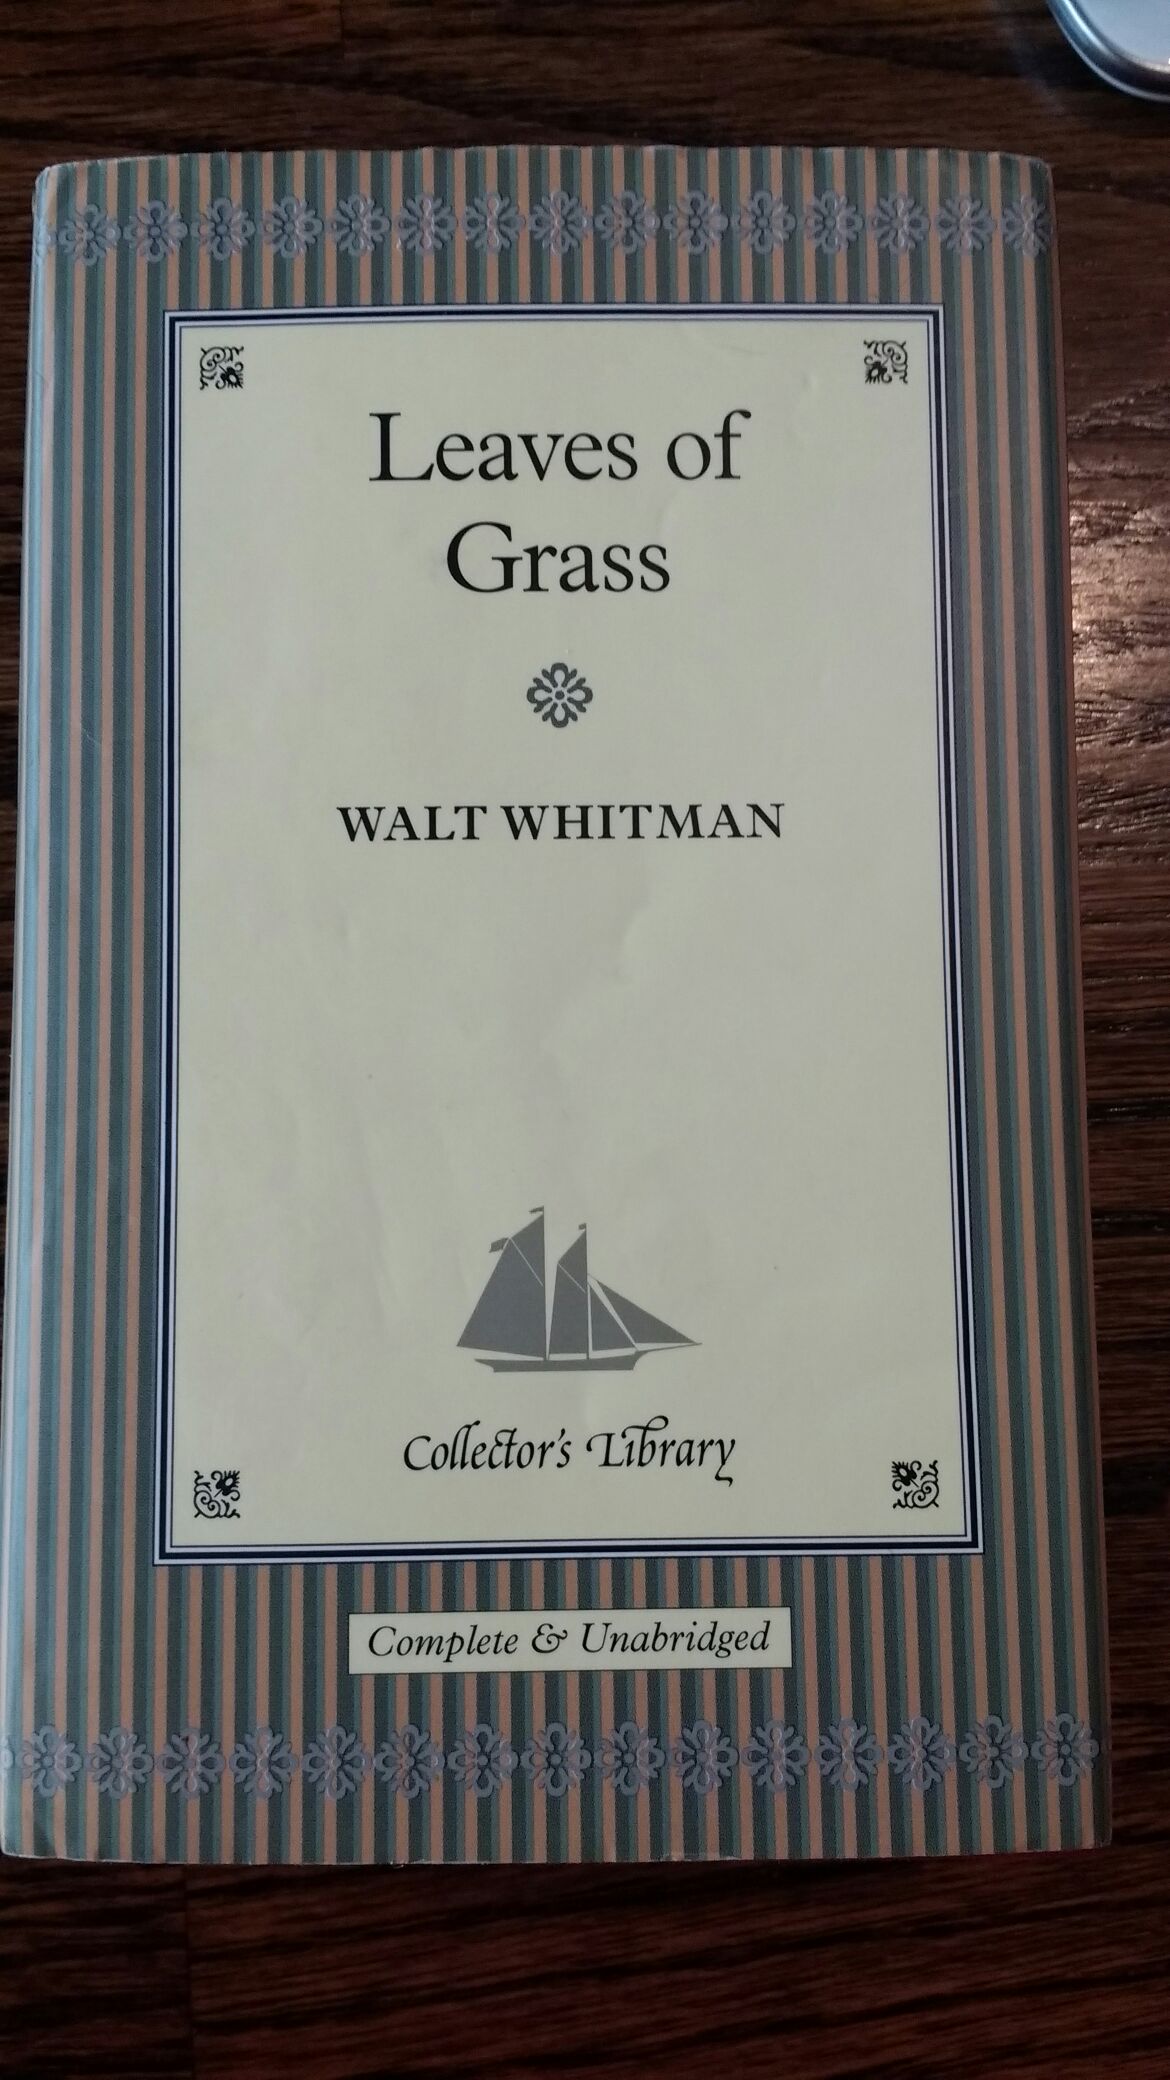 Leaves of
Grass
WALT WHITMAN
Collector's Library
Complete & Unabridged